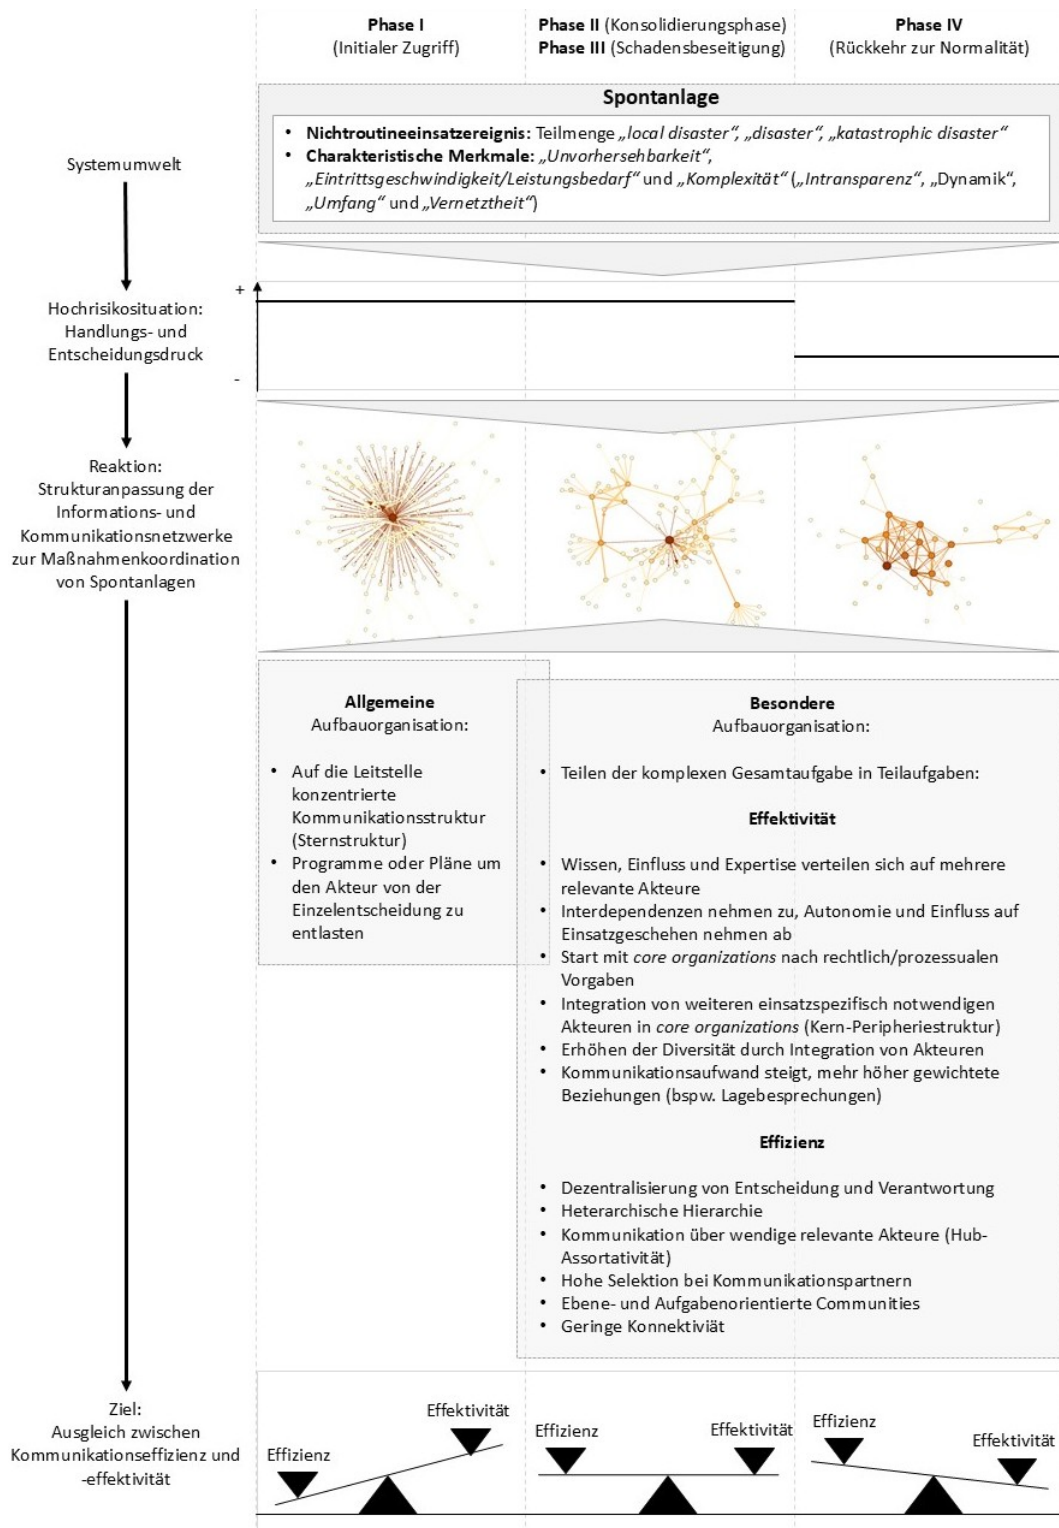 Phase I
(Initialer Zugriff)
Phase II (Konsolidierungsphase)
Phase III (Schadensbeseitigung)
Phase IV
(Rückkehr zur Normalität)
Spontanlage
• Nichtroutineeinsatzereignis: Teilmenge „local disaster“, „disaster“, „katastrophic disaster“
• Charakteristische Merkmale: „Unvorhersehbarkeit“,
„Eintrittsgeschwindigkeit/Leistungsbedarf“ und „Komplexität“ („Intransparenz“, „Dynamik“,
„Umfang“ und „Vernetztheit“)
Systemumwelt
Hochrisikosituation:
Handlungs- und
Entscheidungsdruck
+
-
Reaktion:
Strukturanpassung der
Informations- und
Kommunikationsnetzwerke
zur Maßnahmenkoordination
von Spontanlagen
Allgemeine
Aufbauorganisation:
• Auf die Leitstelle
konzentrierte
Kommunikationsstruktur
(Sternstruktur)
• Programme oder Pläne um
den Akteur von der
Einzelentscheidung zu
entlasten
Besondere
Aufbauorganisation:
• Teilen der komplexen Gesamtaufgabe in Teilaufgaben:
Effektivität
• Wissen, Einfluss und Expertise verteilen sich auf mehrere
relevante Akteure
• Interdependenzen nehmen zu, Autonomie und Einfluss auf
Einsatzgeschehen nehmen ab
• Start mit core organizations nach rechtlich/prozessualen
Vorgaben
• Integration von weiteren einsatzspezifisch notwendigen
Akteuren in core organizations (Kern-Peripheriestruktur)
• Erhöhen der Diversität durch Integration von Akteuren
• Kommunikationsaufwand steigt, mehr höher gewichtete
Beziehungen (bspw. Lagebesprechungen)
Effizienz
• Dezentralisierung von Entscheidung und Verantwortung
• Heterarchische Hierarchie
• Kommunikation über wendige relevante Akteure (Hub-
Assortativität)
• Hohe Selektion bei Kommunikationspartnern
• Ebene- und Aufgabenorientierte Communities
• Geringe Konnektiviät
Ziel:
Ausgleich zwischen
Kommunikationseffizienz und
-effektivität
Effizienz
Effektivität
Effizienz
Effektivität
Effizienz
Effektivität